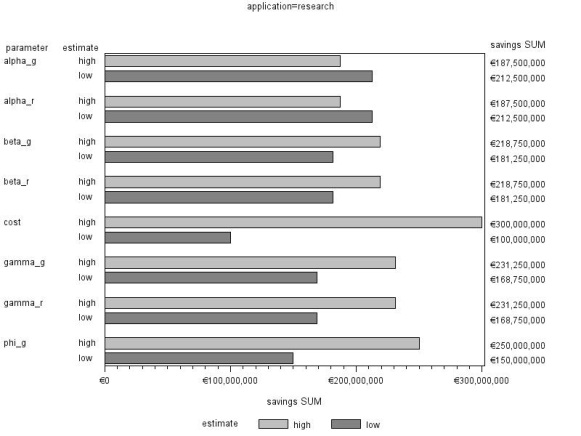 application=research
parameter estimate savings SUM
alpha_g high €187,500,000
low €212,500,000
alpha_r high €187,500,000
low €212,500,000
beta_g high €218,750,000
low €181,250,000
beta_r high €218,750,000
low €181,250,000
cost high €300,000,000
low €100,000,000
gamma_g high €231,250,000
low €168,750,000
gamma_r high €231,250,000
low €168,750,000
phi_g high €250,000,000
low €150,000,000
€0 €100,000,000 €200,000,000 €300,000,000
savings SUM
estimate high low